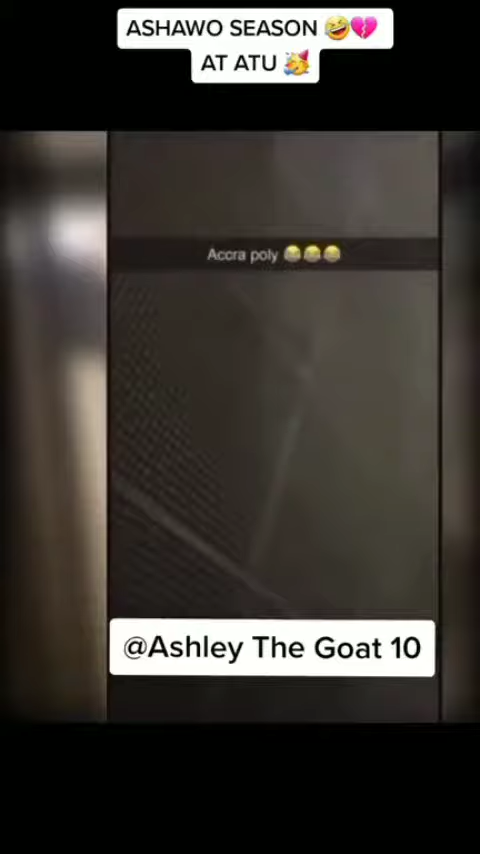 ASHAWO SEASON 🤣💔
AT ATU 🥳
Accra poly 😂😂😂
@Ashley The Goat 10